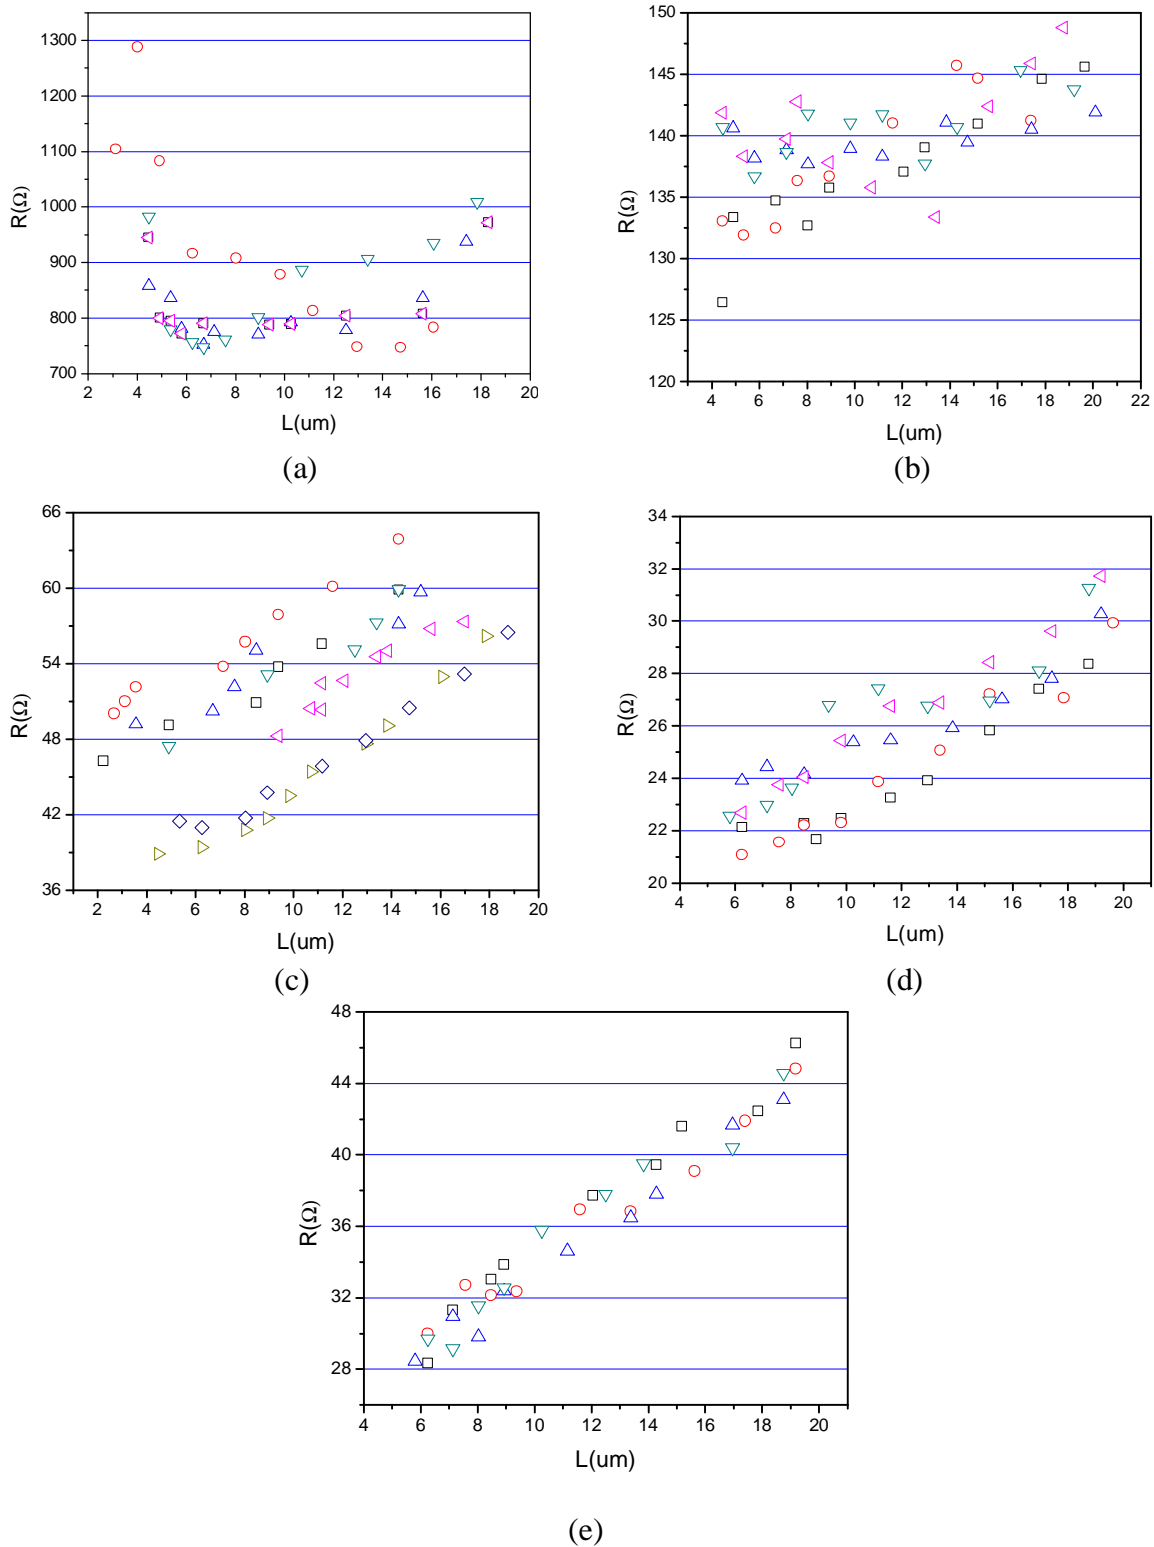 1300
1200
1100
1000
900
800
700
R(Ω)
2 4 6 8 10 12 14 16 18 20
L(um)
(a)
150
145
140
135
130
125
120
R(Ω)
4 6 8 10 12 14 16 18 20 22
L(um)
(b)
66
60
54
48
42
36
R(Ω)
2 4 6 8 10 12 14 16 18 20
L(um)
(c)
34
32
30
28
26
24
22
20
R(Ω)
4 6 8 10 12 14 16 18 20
L(um)
(d)
48
44
40
36
32
28
R(Ω)
4 6 8 10 12 14 16 18 20
L(um)
(e)